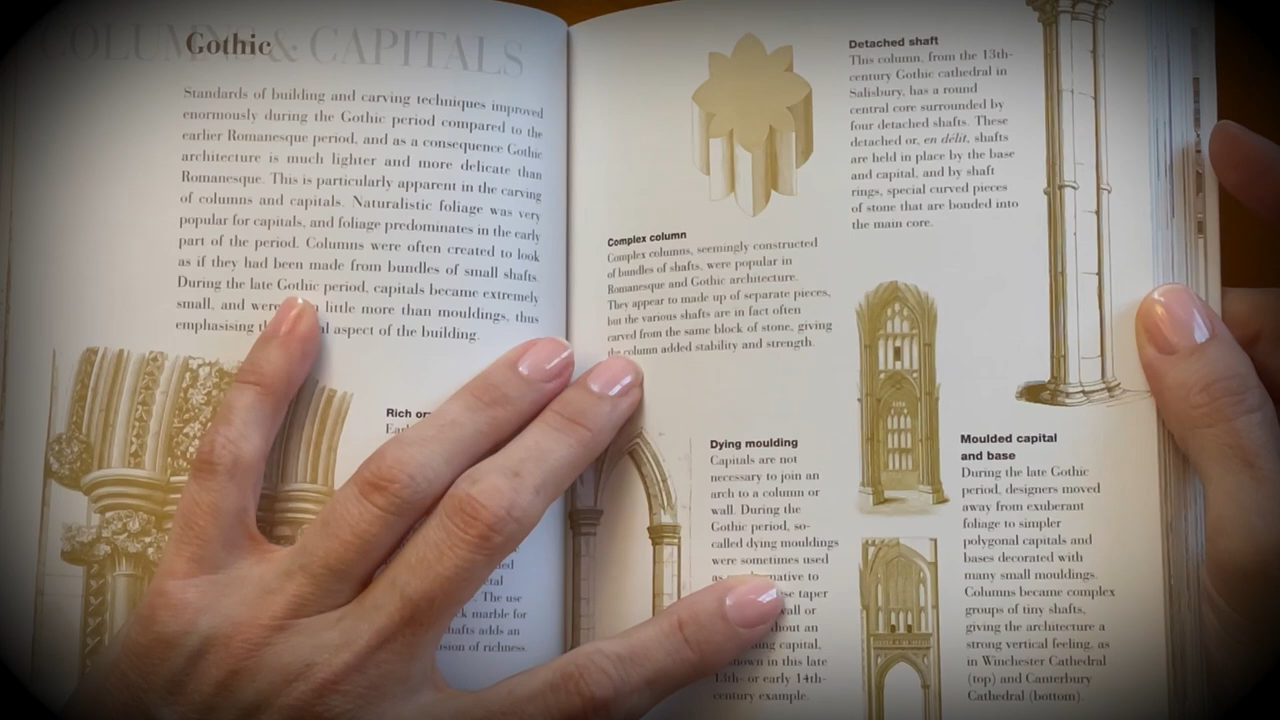 COLUMNS & CAPITALS
Gothic
Standards of building and carving techniques improved
enormously during the Gothic period compared to the
earlier Romanesque period, and as a consequence Gothic
architecture is much lighter and more delicate than
Romanesque. This is particularly apparent in the carving
of columns and capitals. Naturalistic foliage was very
popular for capitals, and foliage predominates in the early
part of the period. Columns were often created to look
as if they had been made from bundles of small shafts.
During the late Gothic period, capitals became extremely
small, and were little more than mouldings, thus
emphasising aspect of the building.
Rich
The use
marble for
shafts adds an
of richness.
Complex column
Complex columns, seemingly constructed
of bundles of shafts, were popular in
Romanesque and Gothic architecture.
They appear to made up of separate pieces,
but the various shafts are in fact often
carved from the same block of stone, giving
the column added stability and strength.
Dying moulding
Capitals are not
necessary to join an
arch to a column or
wall. During the
Gothic period, so-
called dying mouldings
were sometimes used
to
taper
or
an
capital,
in this late
13th- or early 14th-
century example.
Detached shaft
This column, from the 13th-
century Gothic cathedral in
Salisbury, has a round
central core surrounded by
four detached shafts. These
detached or, en délit, shafts
are held in place by the base
and capital, and by shaft
rings, special curved pieces
of stone that are bonded into
the main core.
Moulded capital
and base
During the late Gothic
period, designers moved
away from exuberant
foliage to simpler
polygonal capitals and
bases decorated with
many small mouldings.
Columns became complex
groups of tiny shafts,
giving the architecture a
strong vertical feeling, as
in Winchester Cathedral
(top) and Canterbury
Cathedral (bottom).